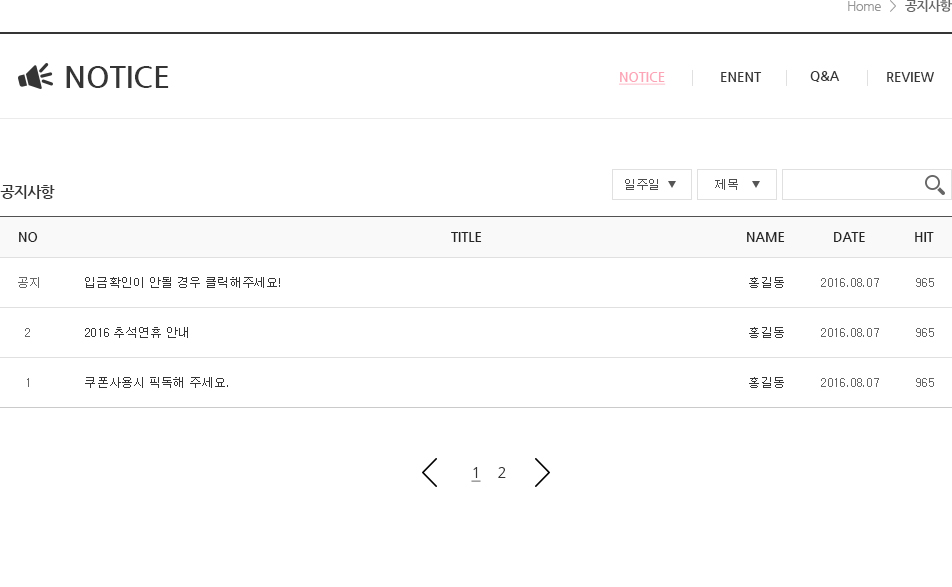 Home > 공지사항
NOTICE NOTICE ENENT Q&A REVIEW
공지사항 일주일 ▼ 제목 ▼
NO TITLE NAME DATE HIT
공지 입금확인이 안될 경우 클릭해주세요! 홍길동 2016.08.07 965
2 2016 추석연휴 안내 홍길동 2016.08.07 965
1 쿠폰사용시 필독해 주세요. 홍길동 2016.08.07 965
1 2